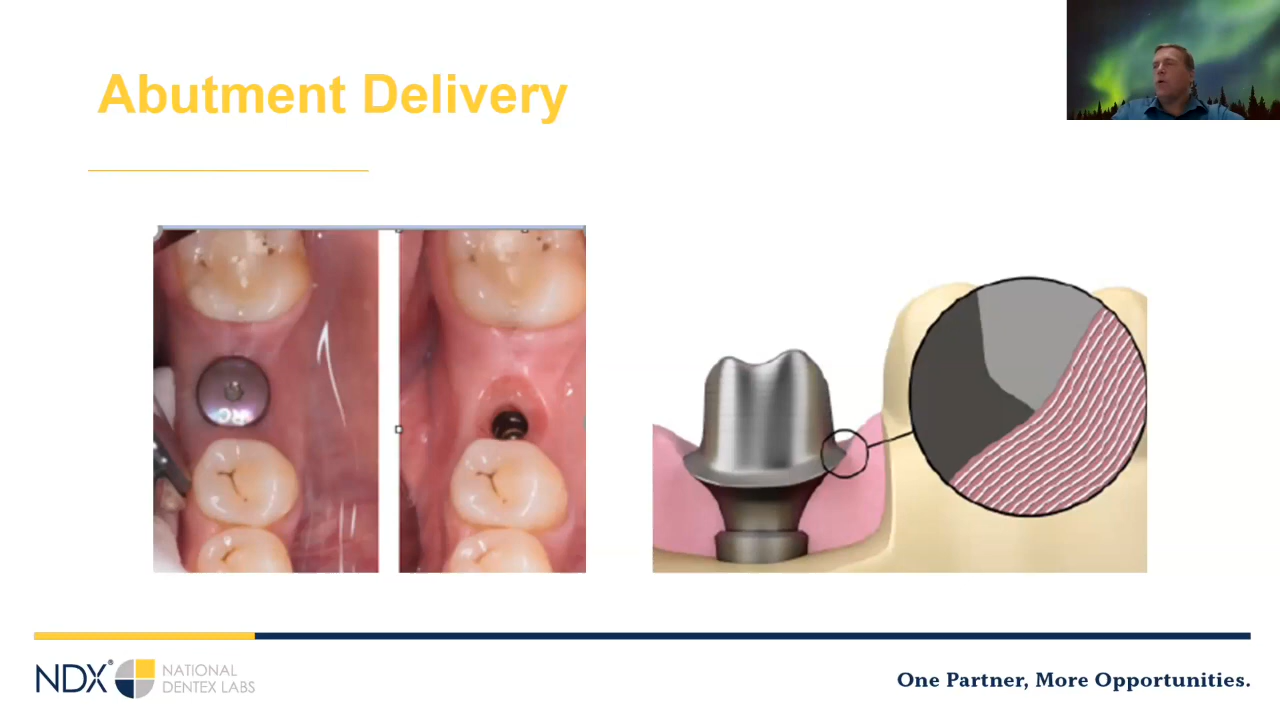 Abutment Delivery
NDX®
NATIONAL
DENTEX LABS
One Partner, More Opportunities.